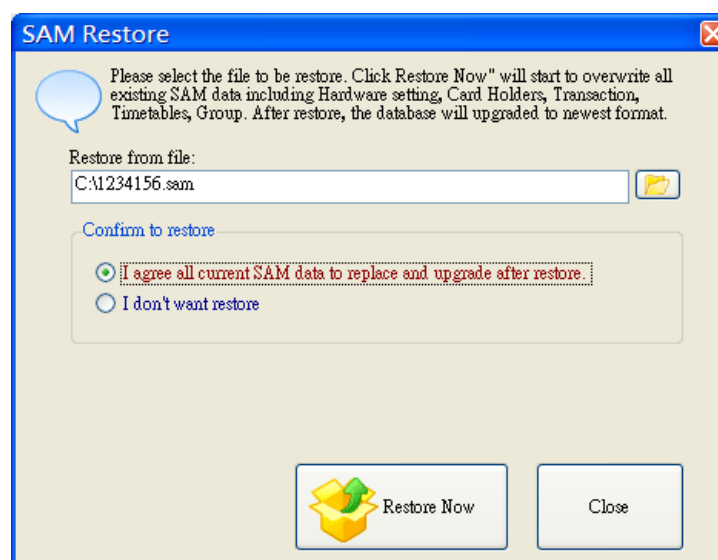 SAM Restore
Please select the file to be restore. Click Restore Now" will start to overwrite all
existing SAM data including Hardware setting, Card Holders, Transaction,
Timetables, Group. After restore, the database will upgraded to newest format.
Restore from file:
C:\1234156.sam
Confirm to restore
I agree all current SAM data to replace and upgrade after restore.
I don't want restore
Restore Now
Close